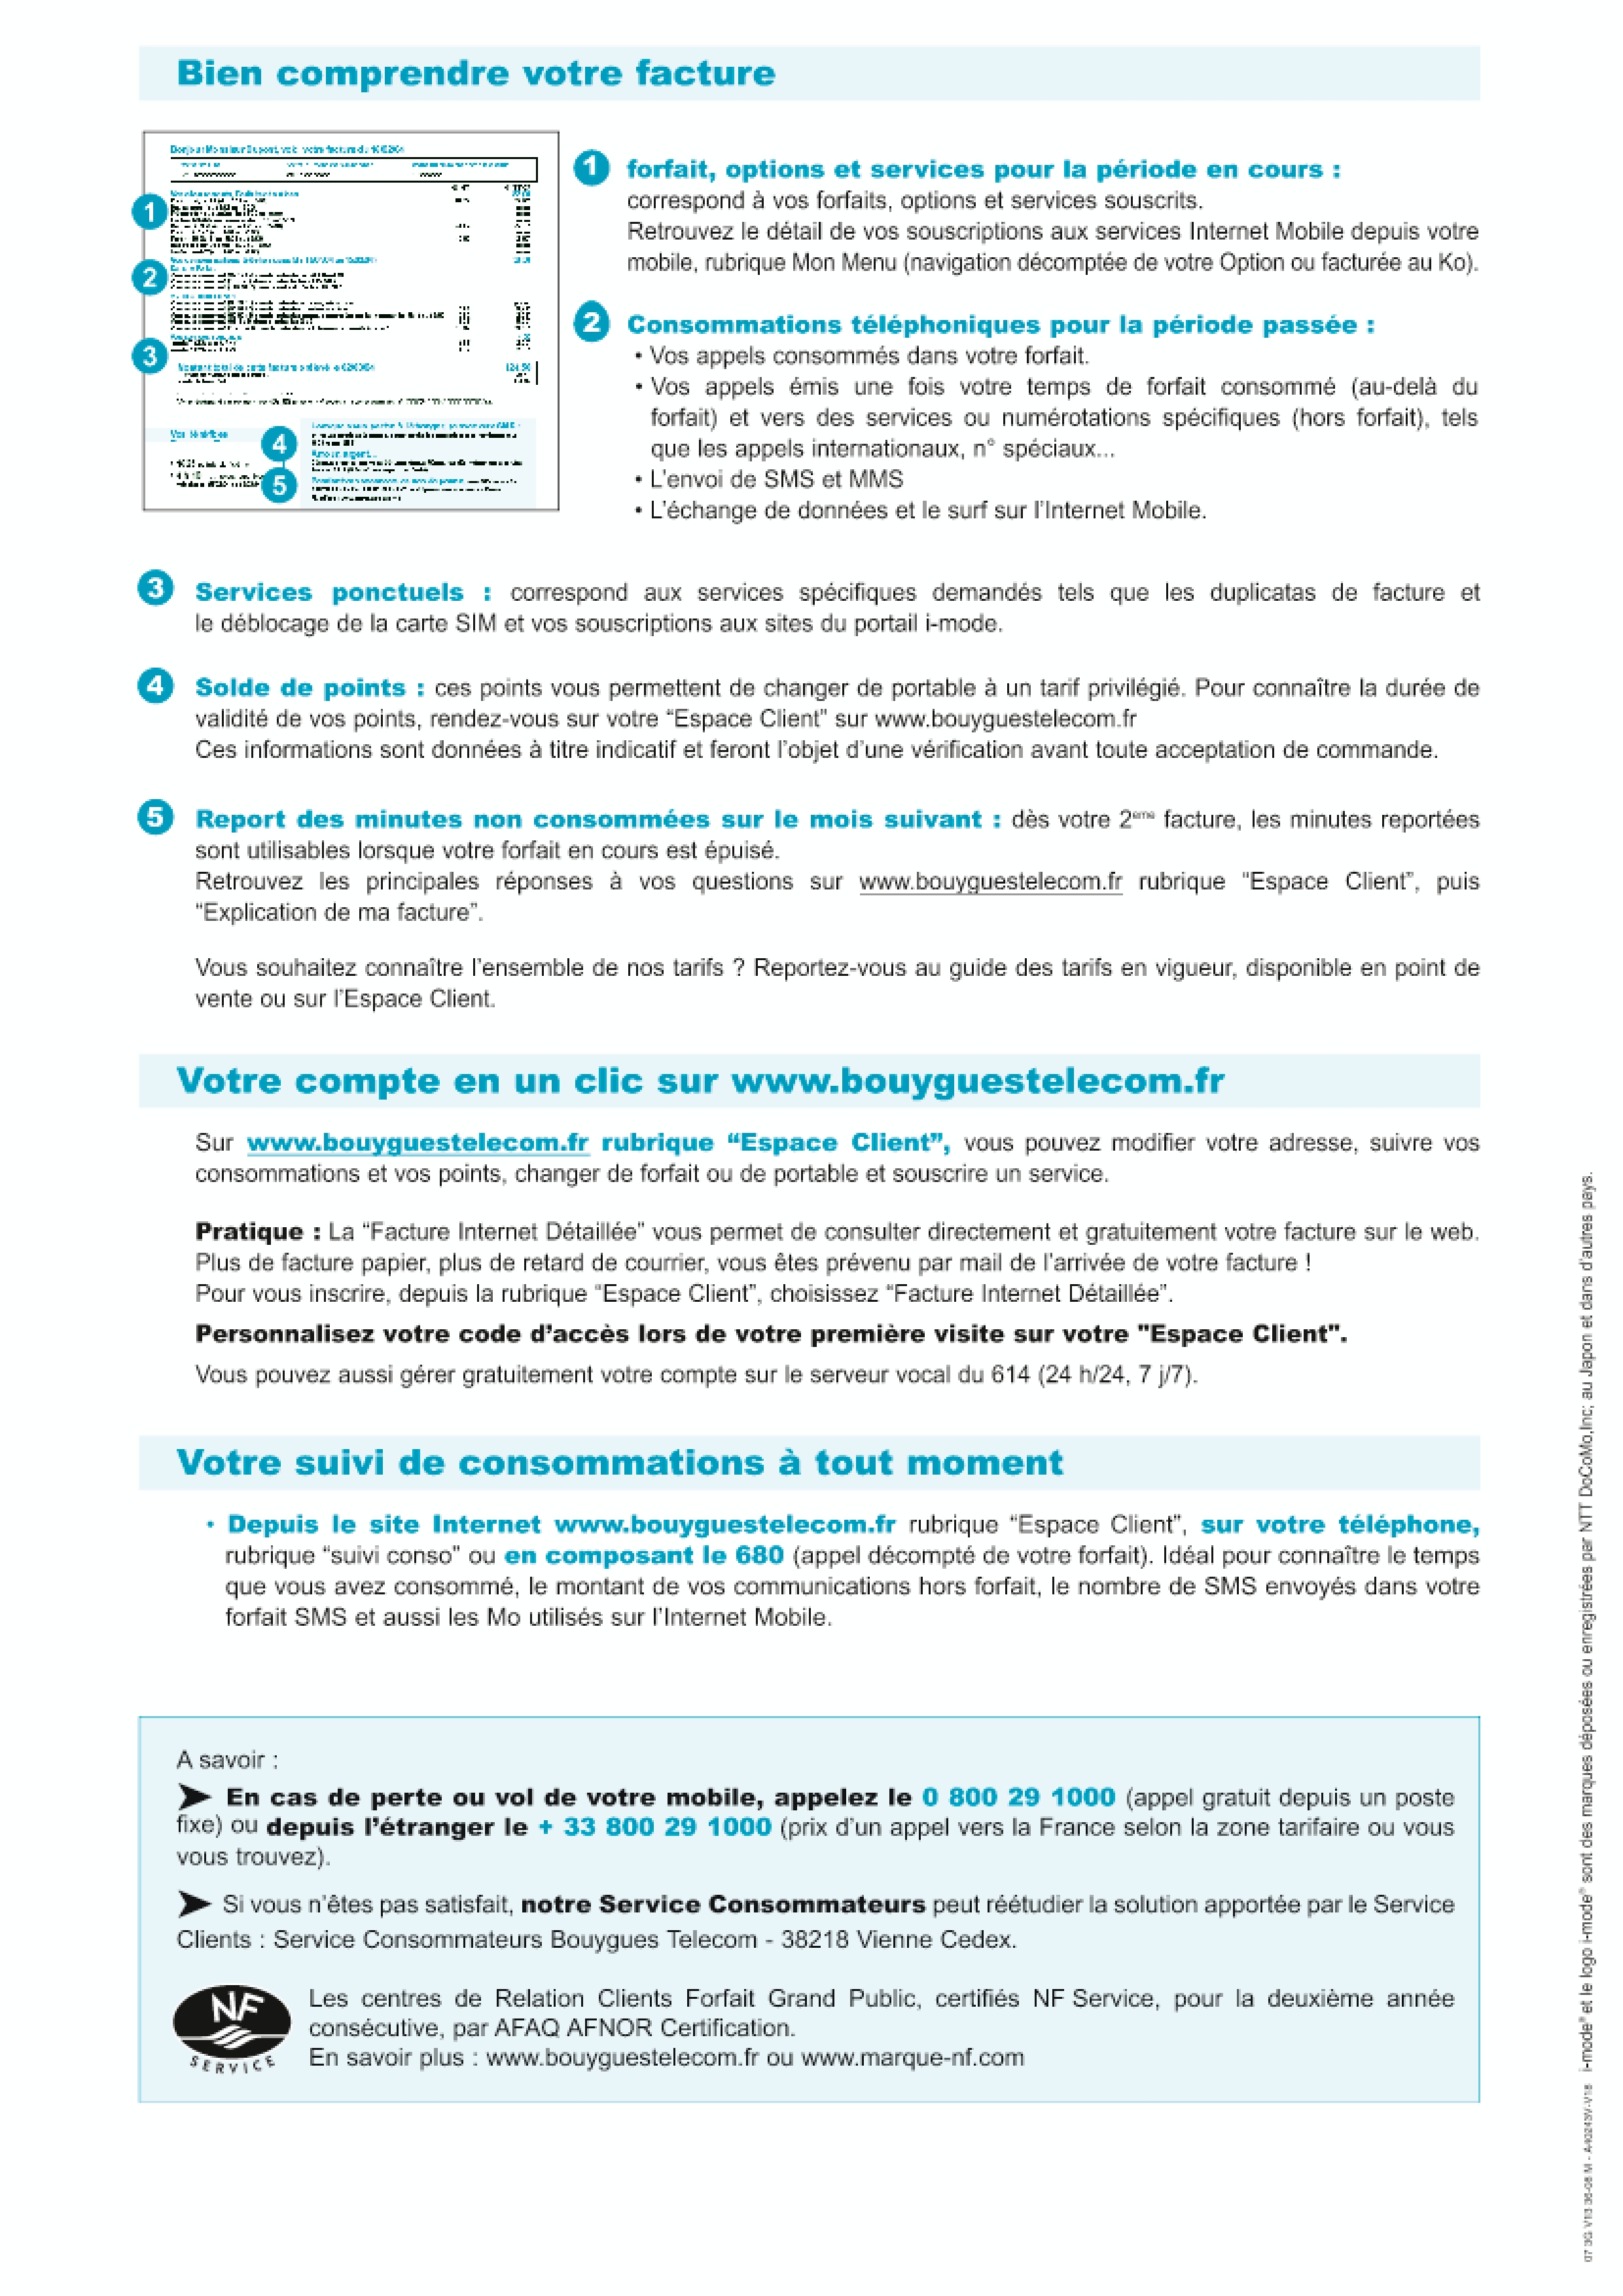 Bien comprendre votre facture
1 forfait, options et services pour la période en cours :
correspond à vos forfaits, options et services souscrits.
Retrouvez le détail de vos souscriptions aux services Internet Mobile depuis votre
mobile, rubrique Mon Menu (navigation décomptée de votre Option ou facturée au Ko).
2 Consommations téléphoniques pour la période passée :
• Vos appels consommés dans votre forfait.
• Vos appels émis une fois votre temps de forfait consommé (au-delà du
forfait) et vers des services ou numérotations spécifiques (hors forfait), tels
que les appels internationaux, n° spéciaux...
• L'envoi de SMS et MMS
• L'échange de données et le surf sur l'Internet Mobile.
1
2
3
4
5
3 Services ponctuels : correspond aux services spécifiques demandés tels que les duplicatas de facture et
le déblocage de la carte SIM et vos souscriptions aux sites du portail i-mode.
4 Solde de points : ces points vous permettent de changer de portable à un tarif privilégié. Pour connaître la durée de
validité de vos points, rendez-vous sur votre “Espace Client” sur www.bouyguestelecom.fr
Ces informations sont données à titre indicatif et feront l'objet d'une vérification avant toute acceptation de commande.
5 Report des minutes non consommées sur le mois suivant : dès votre 2ème facture, les minutes reportées
sont utilisables lorsque votre forfait en cours est épuisé.
Retrouvez les principales réponses à vos questions sur www.bouyguestelecom.fr rubrique “Espace Client”, puis
“Explication de ma facture”.
Vous souhaitez connaître l'ensemble de nos tarifs ? Reportez-vous au guide des tarifs en vigueur, disponible en point de
vente ou sur l'Espace Client.
Votre compte en un clic sur www.bouyguestelecom.fr
Sur www.bouyguestelecom.fr rubrique “Espace Client”, vous pouvez modifier votre adresse, suivre vos
consommations et vos points, changer de forfait ou de portable et souscrire un service.
Pratique : La “Facture Internet Détaillée” vous permet de consulter directement et gratuitement votre facture sur le web.
Plus de facture papier, plus de retard de courrier, vous êtes prévenu par mail de l'arrivée de votre facture !
Pour vous inscrire, depuis la rubrique “Espace Client”, choisissez “Facture Internet Détaillée”.
Personnalisez votre code d'accès lors de votre première visite sur votre "Espace Client".
Vous pouvez aussi gérer gratuitement votre compte sur le serveur vocal du 614 (24 h/24, 7 j/7).
Votre suivi de consommations à tout moment
• Depuis le site Internet www.bouyguestelecom.fr rubrique “Espace Client”, sur votre téléphone,
rubrique “suivi conso” ou en composant le 680 (appel décompté de votre forfait). Idéal pour connaître le temps
que vous avez consommé, le montant de vos communications hors forfait, le nombre de SMS envoyés dans votre
forfait SMS et aussi les Mo utilisés sur l'Internet Mobile.
A savoir :
➤ En cas de perte ou vol de votre mobile, appelez le 0 800 29 1000 (appel gratuit depuis un poste
fixe) ou depuis l'étranger le + 33 800 29 1000 (prix d'un appel vers la France selon la zone tarifaire ou vous
vous trouvez).
➤ Si vous n'êtes pas satisfait, notre Service Consommateurs peut réétudier la solution apportée par le Service
Clients : Service Consommateurs Bouygues Telecom - 38218 Vienne Cedex.
NF
SERVICE
Les centres de Relation Clients Forfait Grand Public, certifiés NF Service, pour la deuxième année
consécutive, par AFAQ AFNOR Certification.
En savoir plus : www.bouyguestelecom.fr ou www.marque-nf.com
i-mode® et le logo i-mode® sont des marques déposées ou enregistrées par NTT DoCoMo,Inc; au Japon et dans d'autres pays.